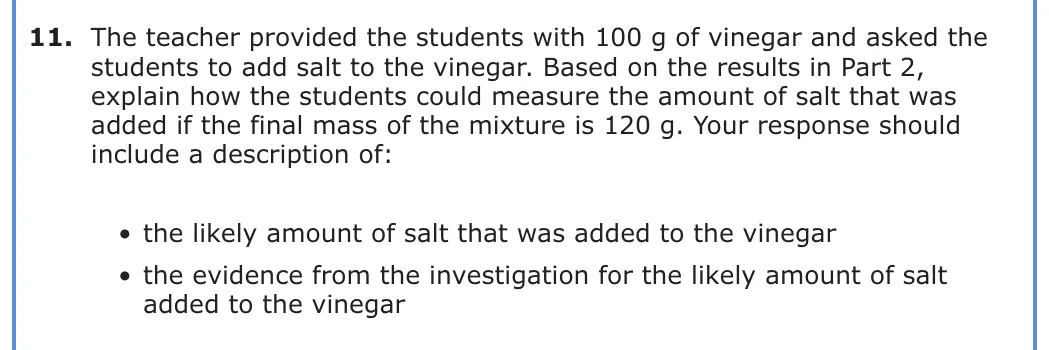 11. The teacher provided the students with 100 g of vinegar and asked the
students to add salt to the vinegar. Based on the results in Part 2,
explain how the students could measure the amount of salt that was
added if the final mass of the mixture is 120 g. Your response should
include a description of:
• the likely amount of salt that was added to the vinegar
• the evidence from the investigation for the likely amount of salt
added to the vinegar